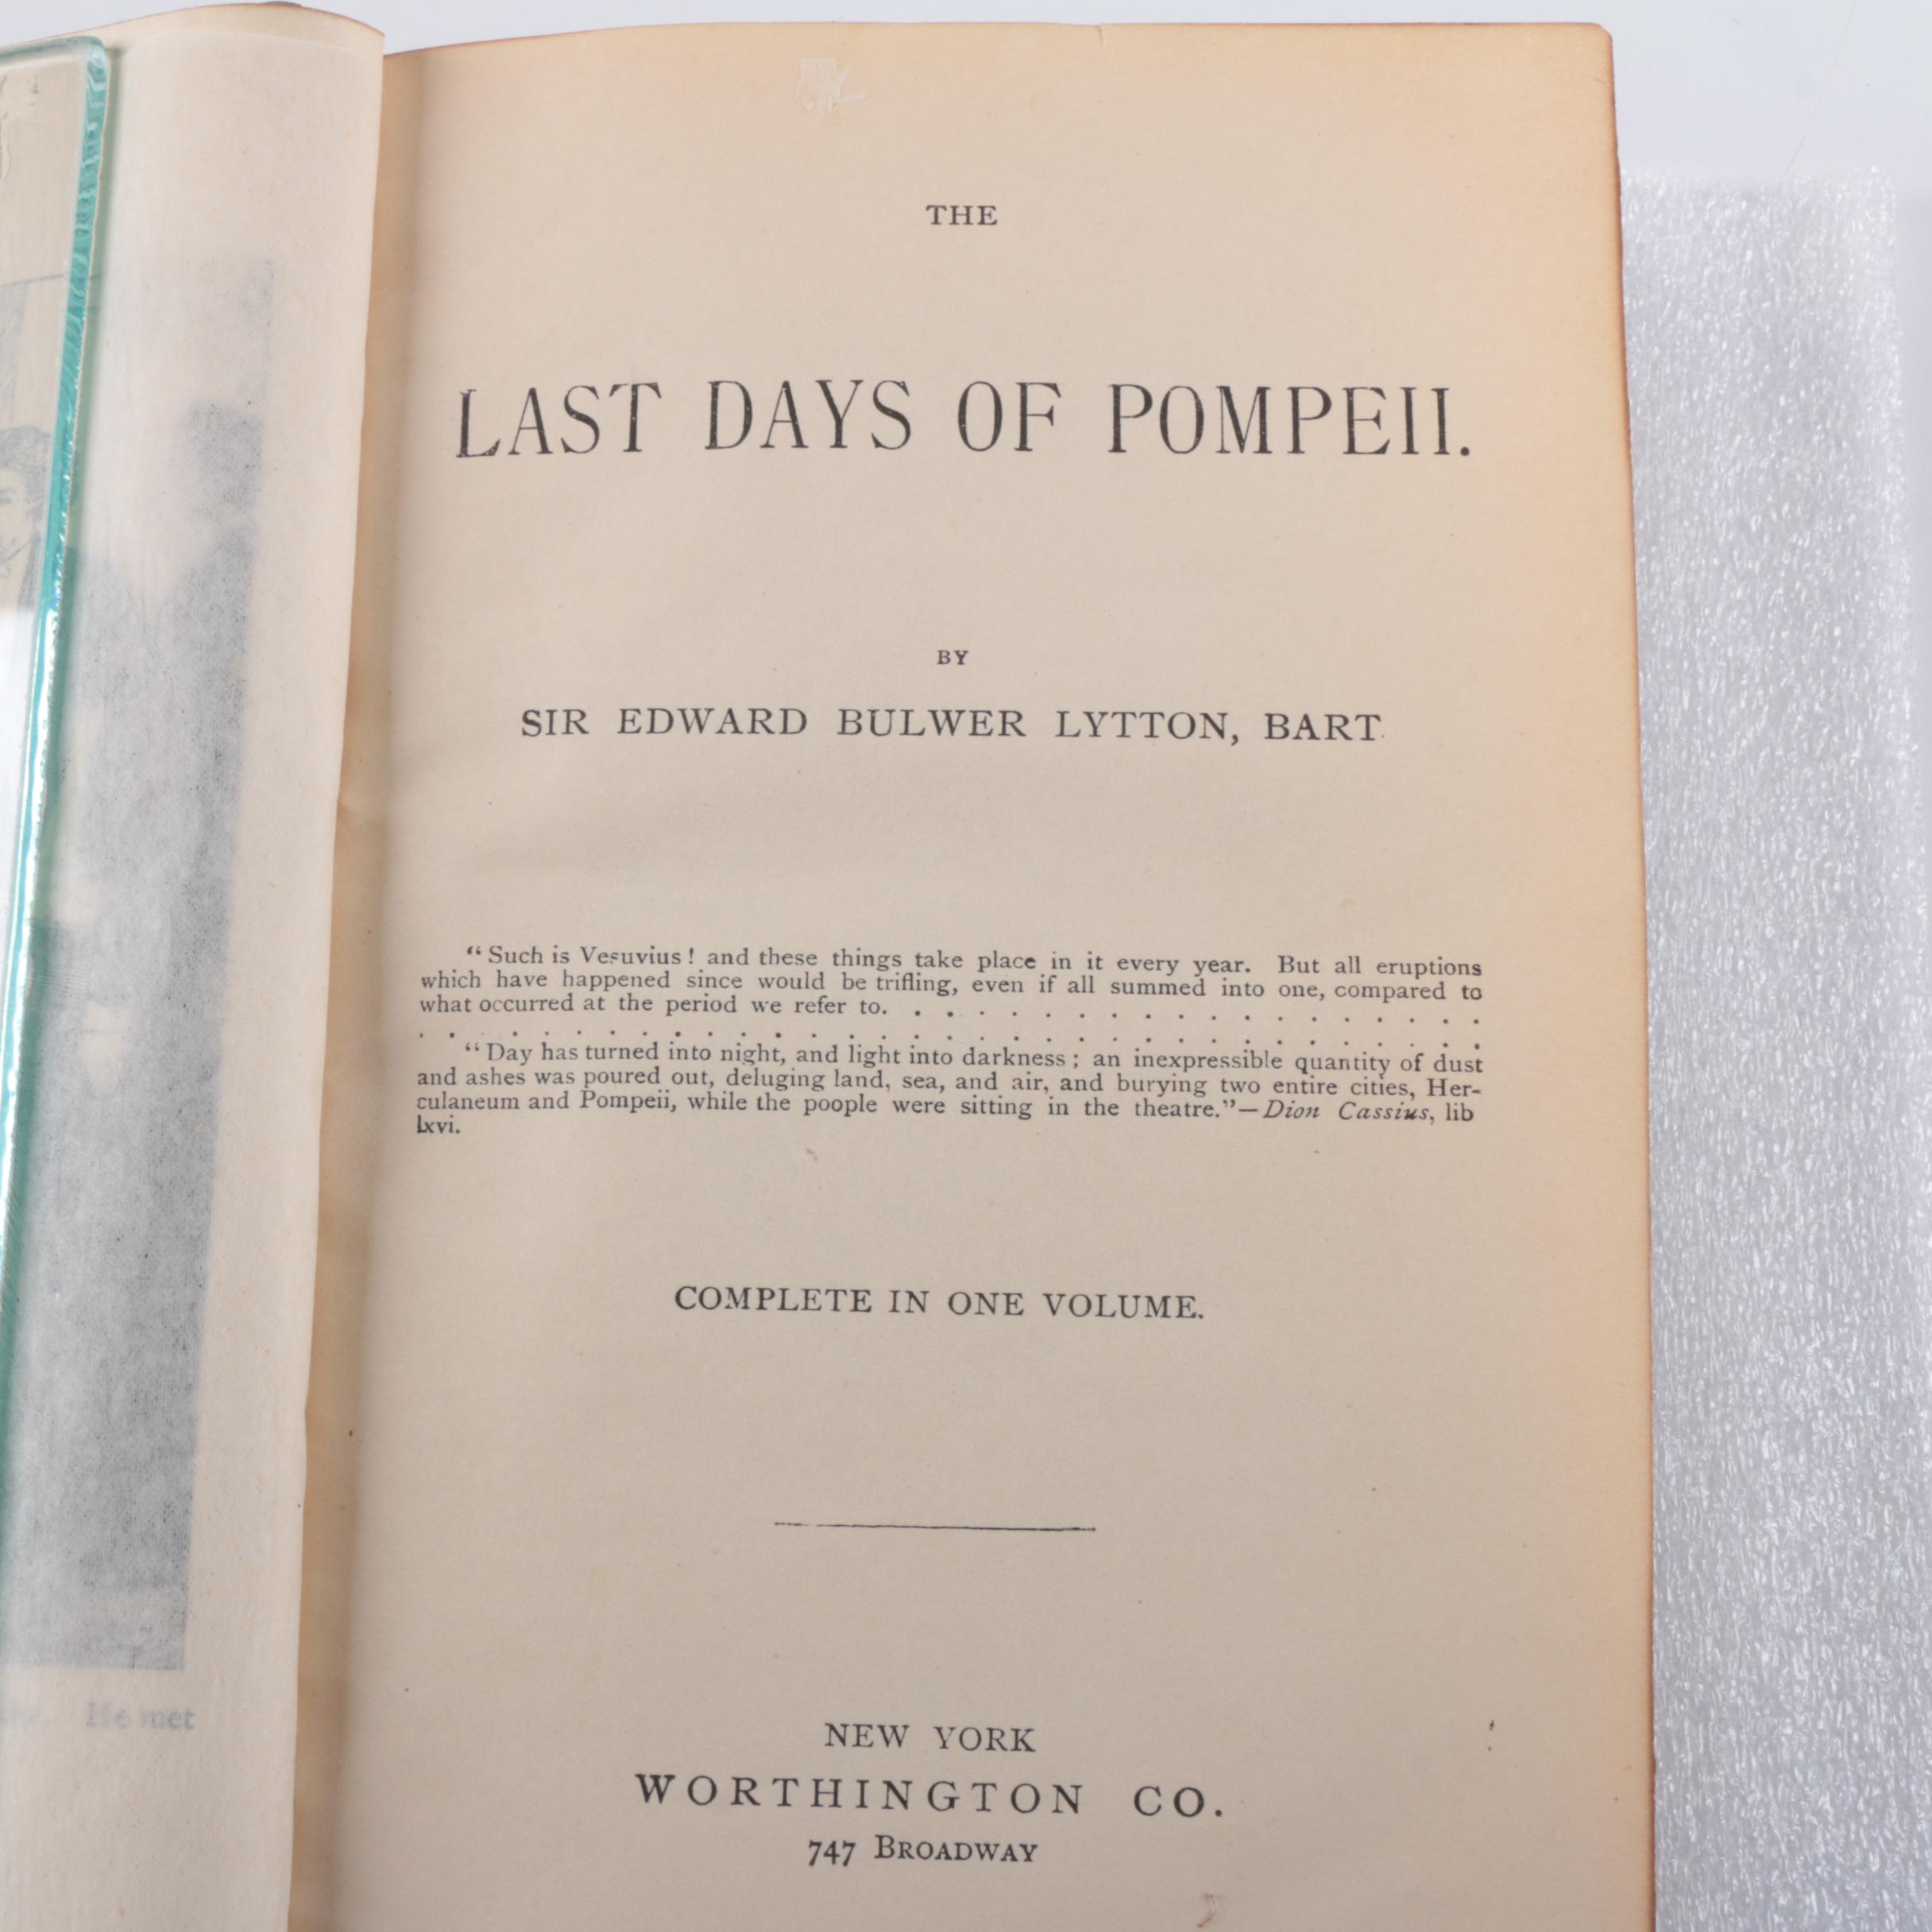 THE
LAST DAYS OF POMPEII.
BY
SIR EDWARD BULWER LYTTON, BART.
“Such is Vesuvius! and these things take place in it every year. But all eruptions
which have happened since would be trifling, even if all summed into one, compared to
what occurred at the period we refer to. . . . . . . . . . . . . . . . . . .
. . . . . . . . . . . . . . . . . . . . . . . . . . . . . . . . .
“Day has turned into night, and light into darkness; an inexpressible quantity of dust
and ashes was poured out, deluging land, sea, and air, and burying two entire cities, Her-
culaneum and Pompeii, while the poople were sitting in the theatre.”—Dion Cassius, lib
lxvi.
COMPLETE IN ONE VOLUME.
NEW YORK
WORTHINGTON CO.
747 BROADWAY
He met